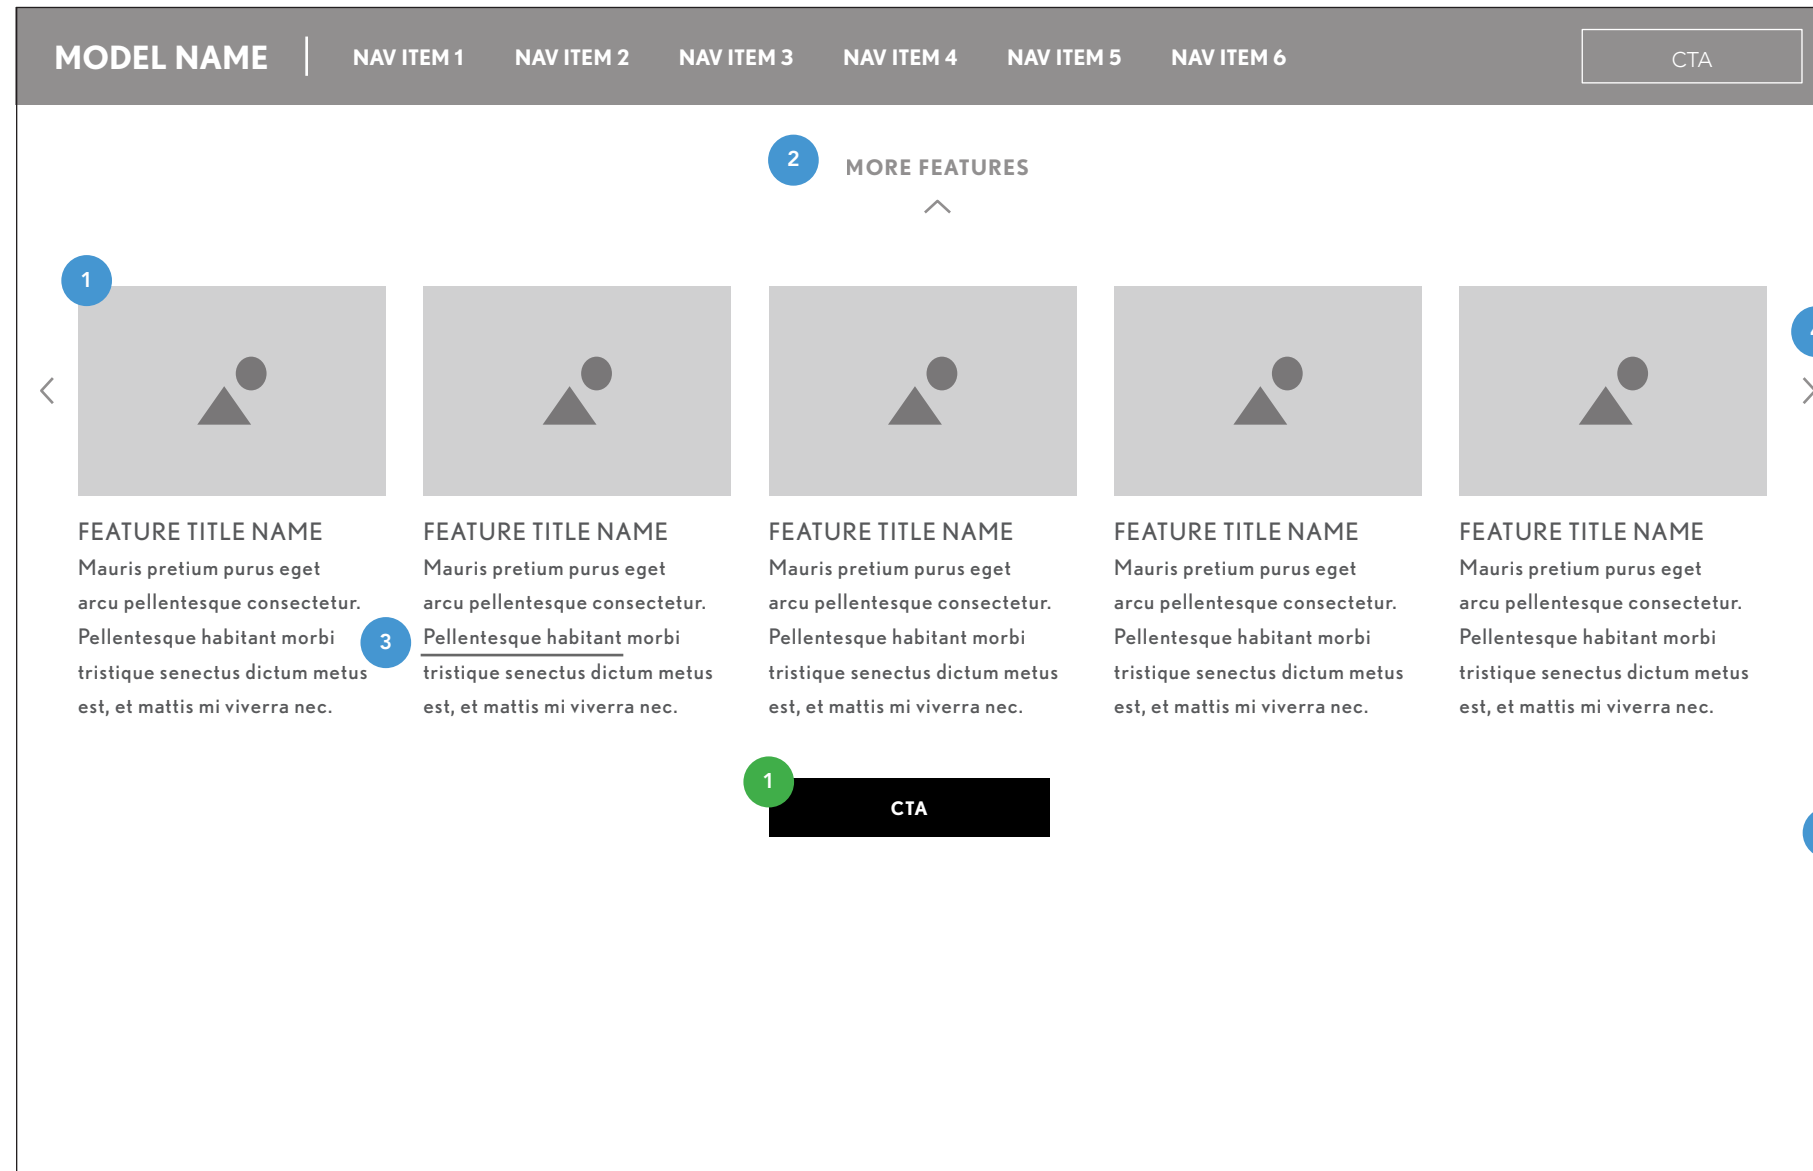 MODEL NAME
NAV ITEM 1
NAV ITEM 2
NAV ITEM 3
NAV ITEM 4
NAV ITEM 5
NAV ITEM 6
CTA
2
MORE FEATURES
1
FEATURE TITLE NAME
Mauris pretium purus eget
arcu pellentesque consectetur.
Pellentesque habitant morbi
tristique senectus dictum metus
est, et mattis mi viverra nec.
3
FEATURE TITLE NAME
Mauris pretium purus eget
arcu pellentesque consectetur.
Pellentesque habitant morbi
tristique senectus dictum metus
est, et mattis mi viverra nec.
FEATURE TITLE NAME
Mauris pretium purus eget
arcu pellentesque consectetur.
Pellentesque habitant morbi
tristique senectus dictum metus
est, et mattis mi viverra nec.
FEATURE TITLE NAME
Mauris pretium purus eget
arcu pellentesque consectetur.
Pellentesque habitant morbi
tristique senectus dictum metus
est, et mattis mi viverra nec.
FEATURE TITLE NAME
Mauris pretium purus eget
arcu pellentesque consectetur.
Pellentesque habitant morbi
tristique senectus dictum metus
est, et mattis mi viverra nec.
1
CTA